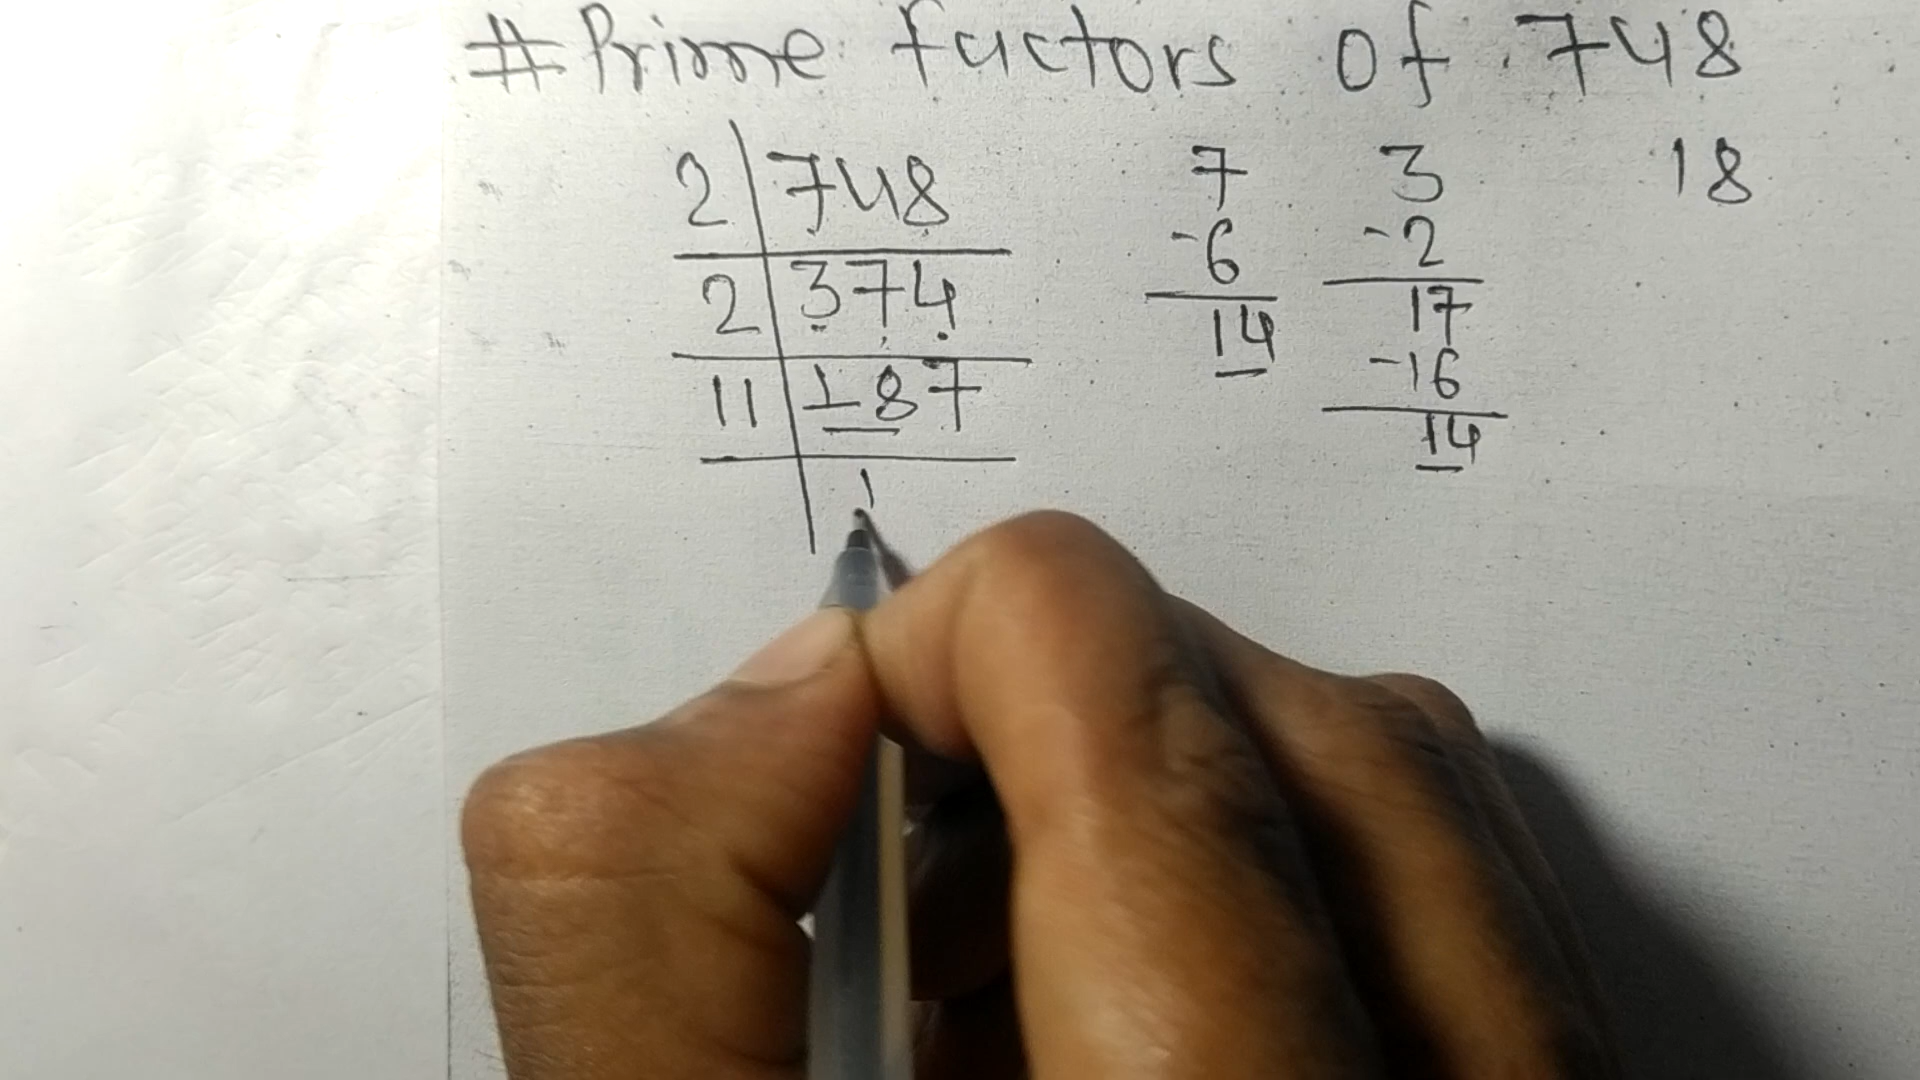 # Prime factors of 748
2 748 7 3 18
-6 -2
2 374 14 17
-16
11 187 14
1